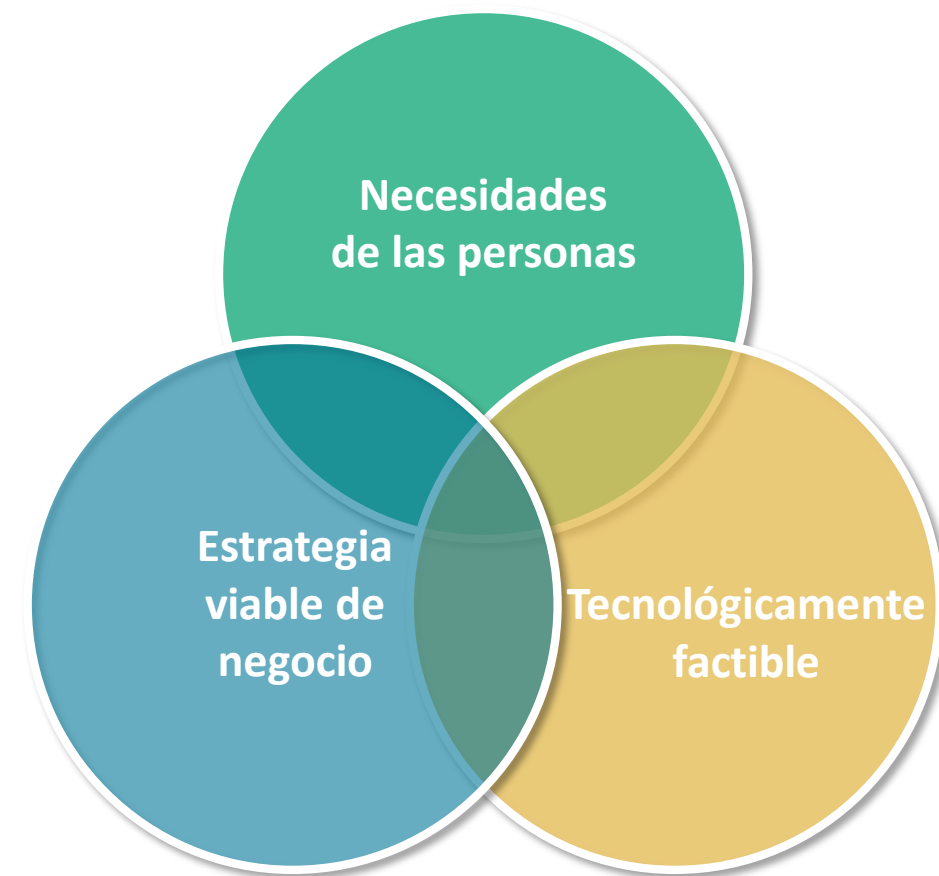 Necesidades
de las personas
Estrategia
viable de
negocio
Tecnológicamente
factible